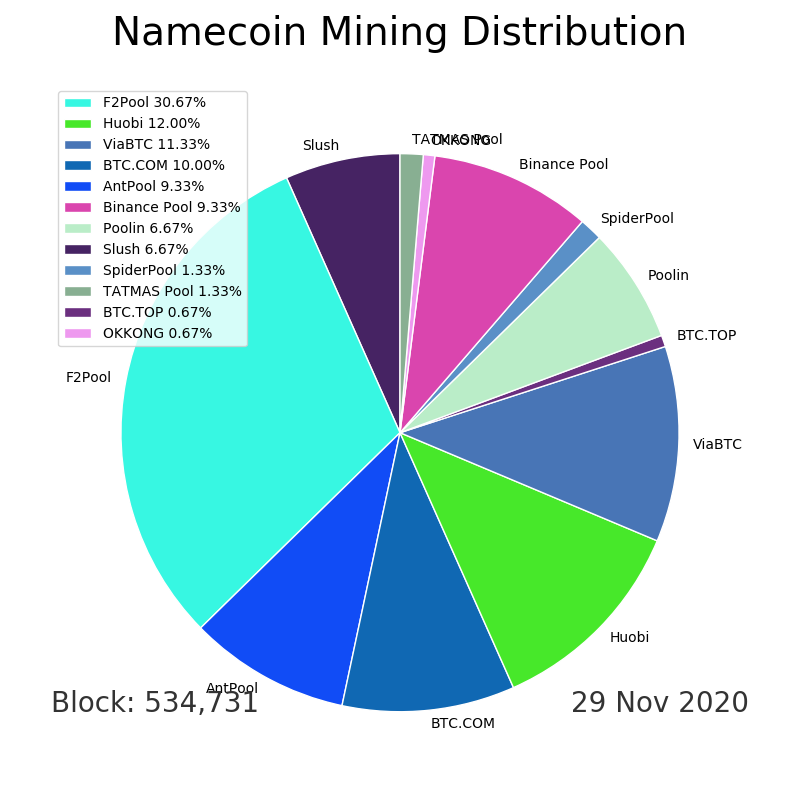 Namecoin Mining Distribution
F2Pool 30.67%
Huobi 12.00%
ViaBTC 11.33%
BTC.COM 10.00%
AntPool 9.33%
Binance Pool 9.33%
Poolin 6.67%
Slush 6.67%
SpiderPool 1.33%
TATMAS Pool 1.33%
BTC.TOP 0.67%
OKKONG 0.67%
Slush
TATMAS Pool
OKKONG
Binance Pool
SpiderPool
Poolin
BTC.TOP
F2Pool
ViaBTC
Huobi
AntPool
BTC.COM
Block: 534,731
29 Nov 2020